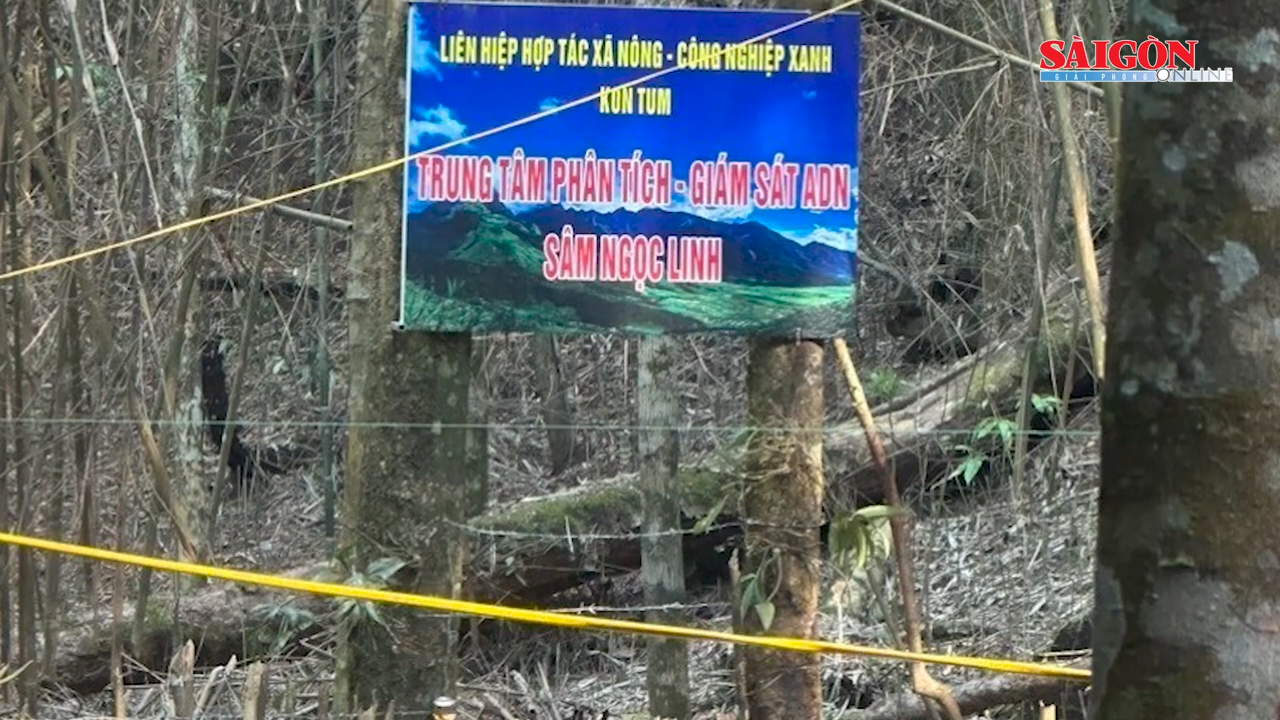 LIÊN HIỆP HỢP TÁC XÃ NÔNG - CÔNG NGHIỆP XANH
KON TUM
TRUNG TÂM PHÂN TÍCH - GIÁM SÁT ADN
SÂM NGỌC LINH
SÀIGÒN
GIẢI PHÓNG ONLINE